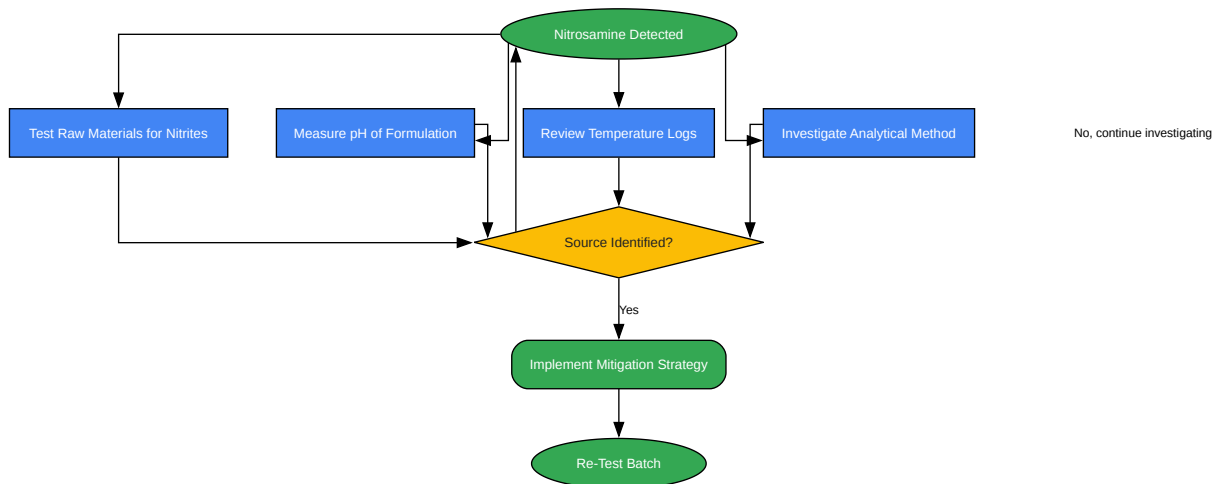 Nitrosamine Detected
Test Raw Materials for Nitrites
Measure pH of Formulation
Review Temperature Logs
Investigate Analytical Method
No, continue investigating
Source Identified?
Yes
Implement Mitigation Strategy
Re-Test Batch